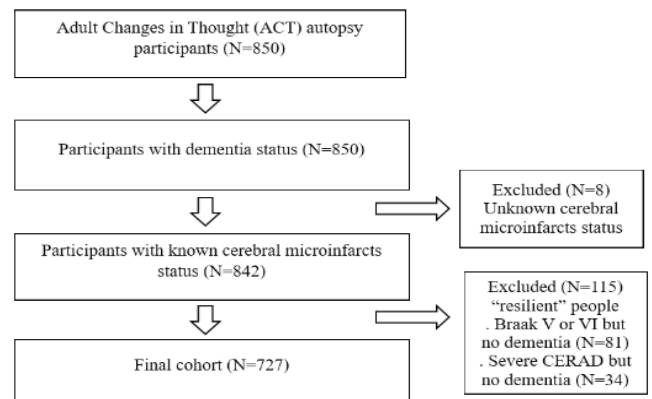 Adult Changes in Thought (ACT) autopsy
participants (N=850)
Participants with dementia status (N=850)
Excluded (N=8)
Unknown cerebral
microinfarcts status
Participants with known cerebral microinfarcts
status (N=842)
Excluded (N=115)
“resilient” people
. Braak V or VI but
no dementia (N=81)
. Severe CERAD but
no dementia (N=34)
Final cohort (N=727)